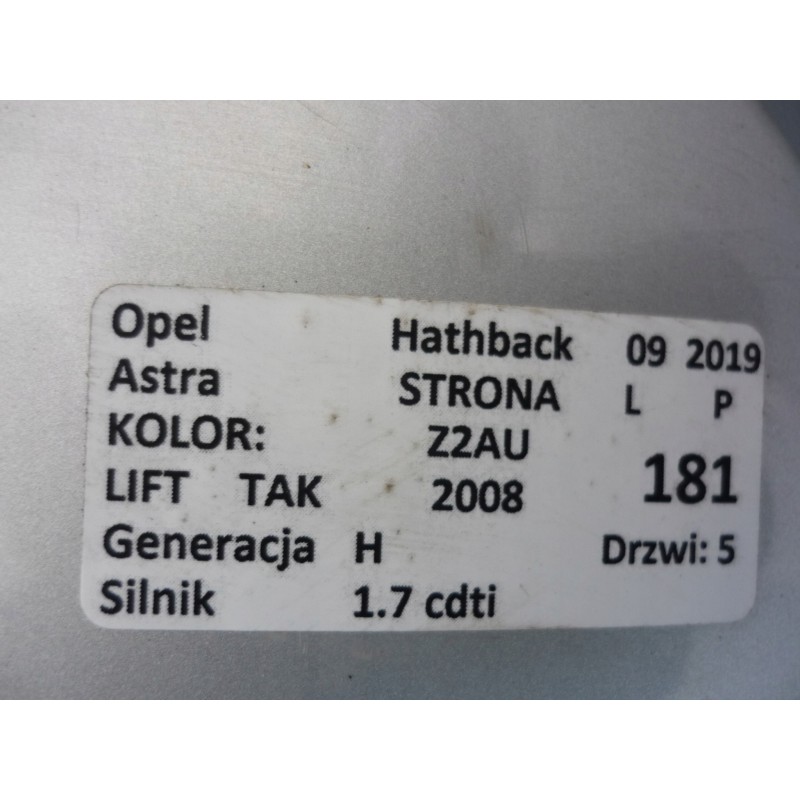 Opel Hathback 09 2019
Astra STRONA L P
KOLOR: Z2AU
LIFT TAK 2008 181
Generacja H Drzwi: 5
Silnik 1.7 cdti